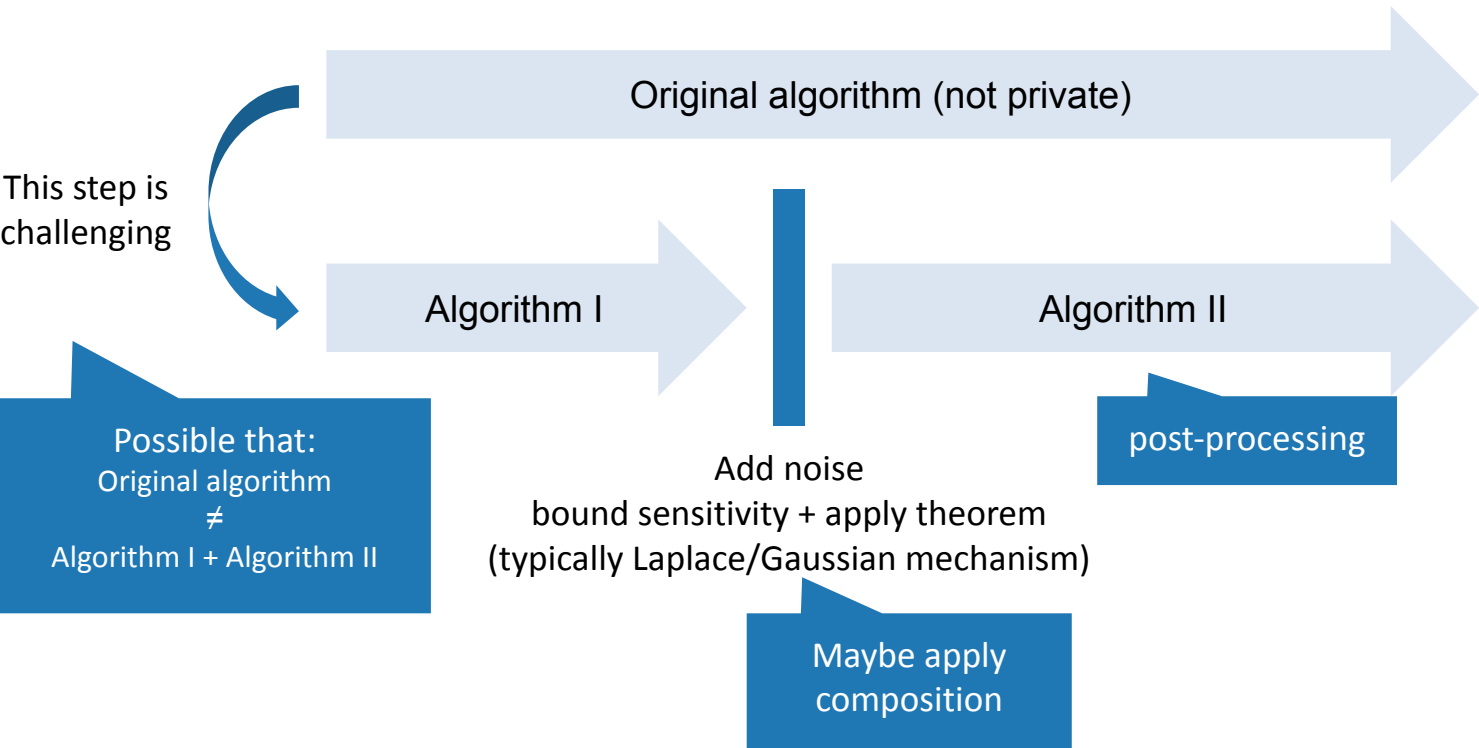 Original algorithm (not private)
This step is
challenging
Algorithm I
Algorithm II
Possible that:
Original algorithm
≠
Algorithm I + Algorithm II
Add noise
bound sensitivity + apply theorem
(typically Laplace/Gaussian mechanism)
post-processing
Maybe apply
composition